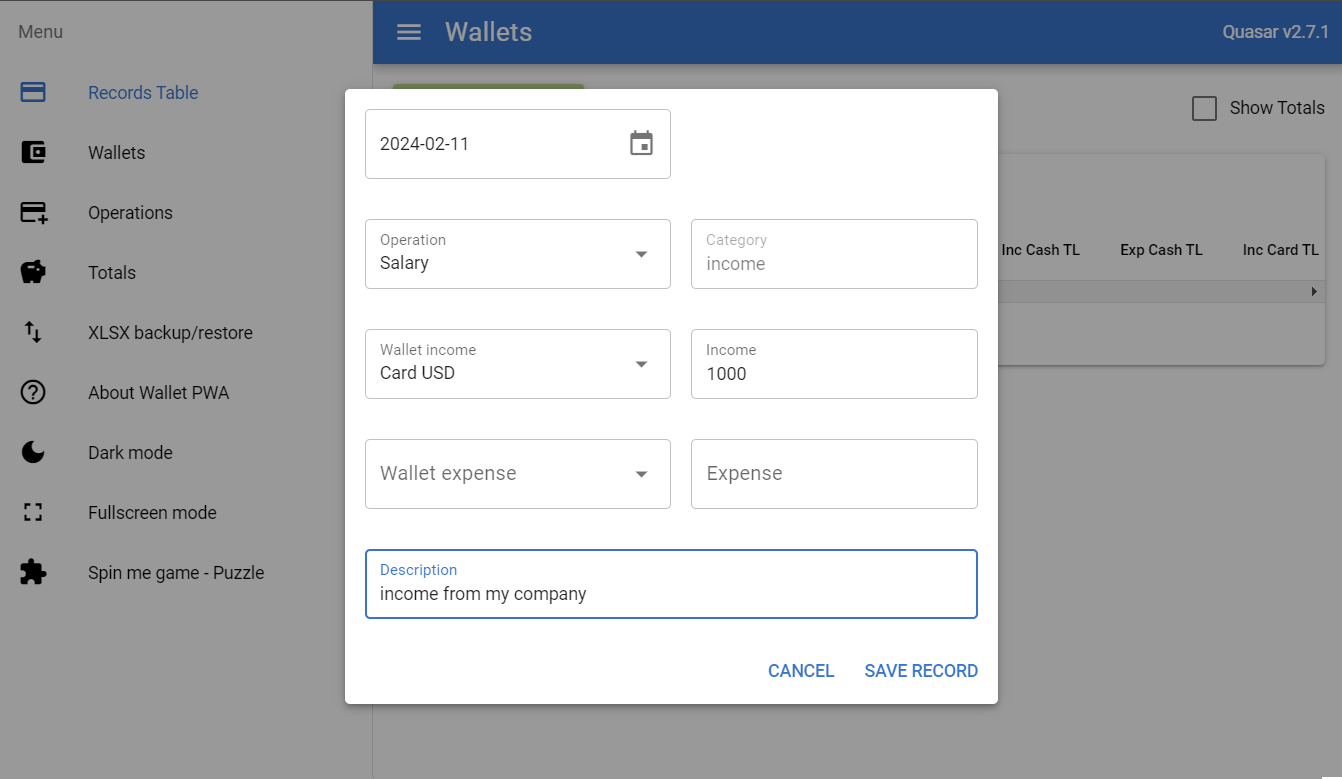 Menu
Records Table
Wallets
Operations
Totals
XLSX backup/restore
About Wallet PWA
Dark mode
Fullscreen mode
Spin me game - Puzzle
Wallets
Quasar v2.7.1
Show Totals
Inc Cash TL
Exp Cash TL
Inc Card TL
2024-02-11
Operation
Salary
Category
income
Wallet income
Card USD
Income
1000
Wallet expense
Expense
Description
income from my company
CANCEL
SAVE RECORD